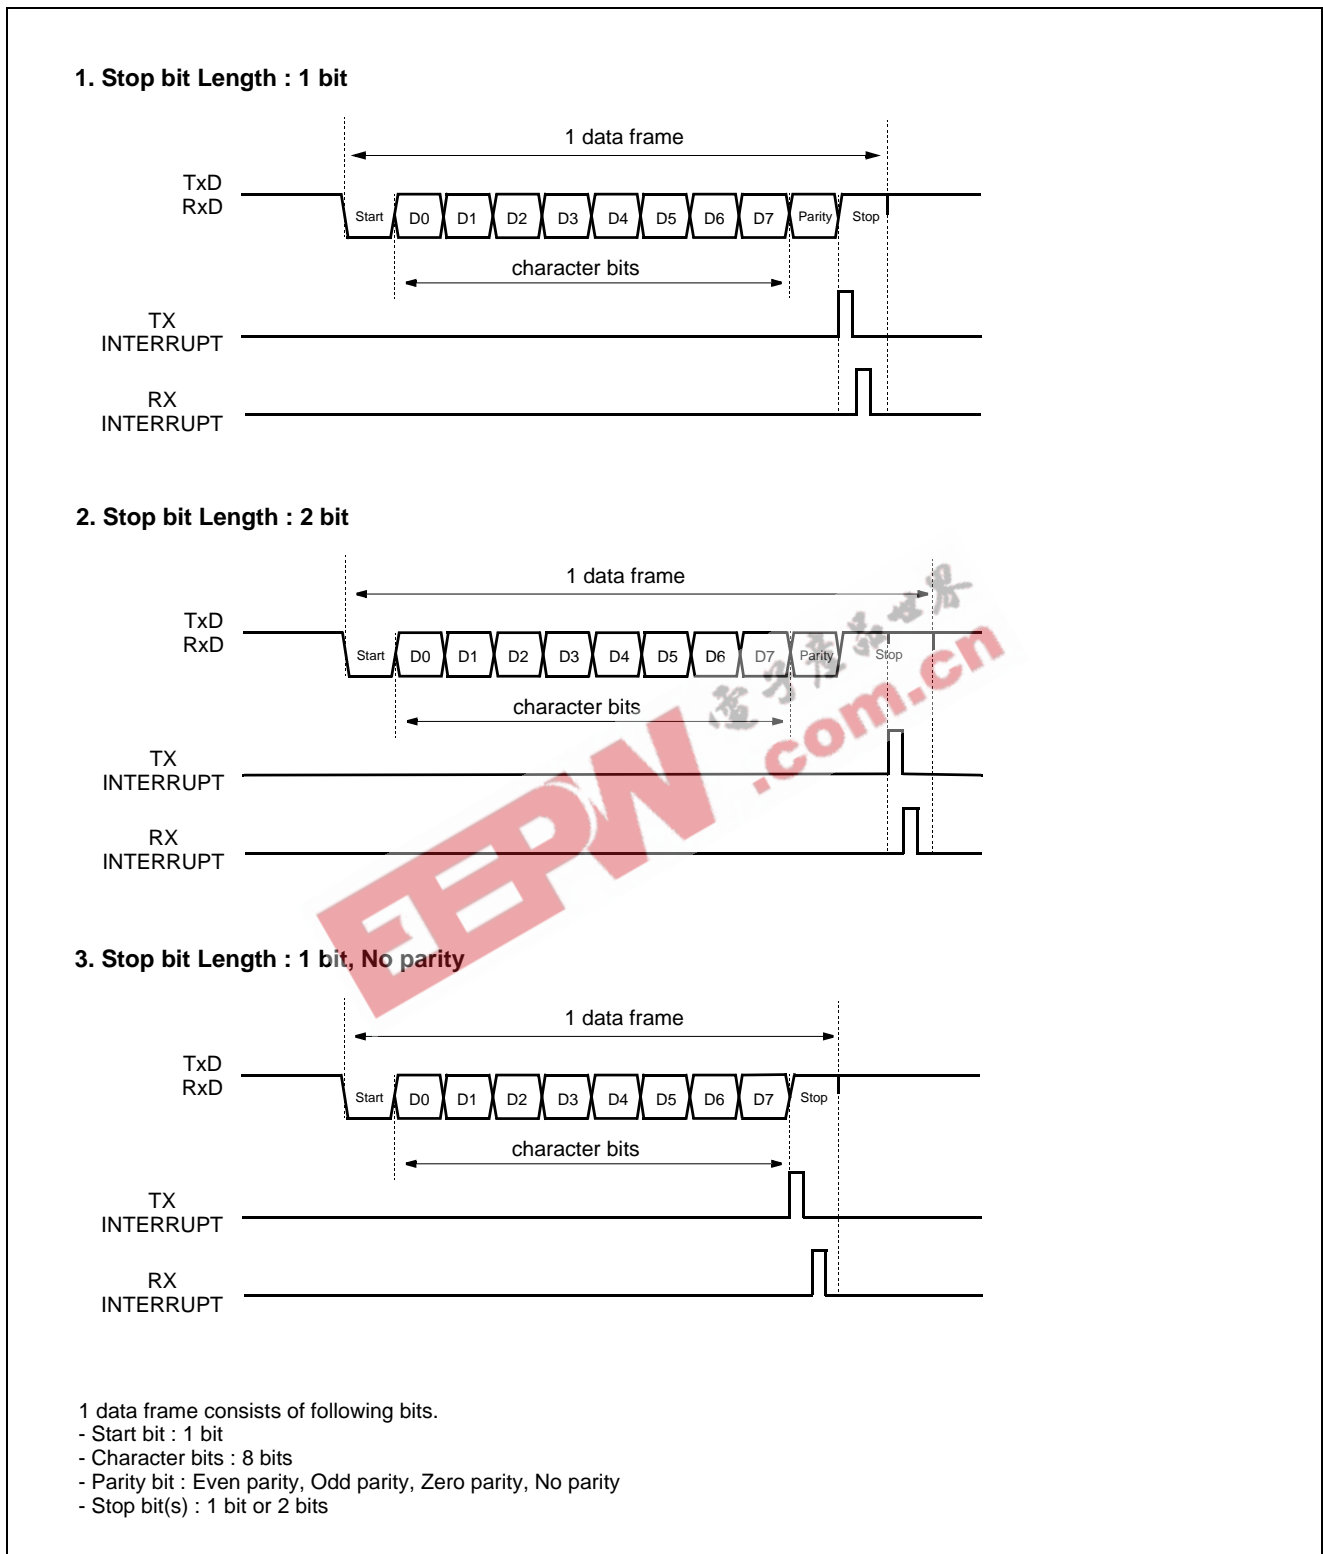 1. Stop bit Length : 1 bit
1 data frame
TxD
RxD
Start D0 D1 D2 D3 D4 D5 D6 D7 Parity Stop
character bits
TX
INTERRUPT
RX
INTERRUPT
2. Stop bit Length : 2 bit
1 data frame
TxD
RxD
Start D0 D1 D2 D3 D4 D5 D6 D7 Parity Stop
character bits
TX
INTERRUPT
RX
INTERRUPT
電子產品世界
EEPW.com.cn
3. Stop bit Length : 1 bit, No parity
1 data frame
TxD
RxD
Start D0 D1 D2 D3 D4 D5 D6 D7 Stop
character bits
TX
INTERRUPT
RX
INTERRUPT
1 data frame consists of following bits.
- Start bit : 1 bit
- Character bits : 8 bits
- Parity bit : Even parity, Odd parity, Zero parity, No parity
- Stop bit(s) : 1 bit or 2 bits